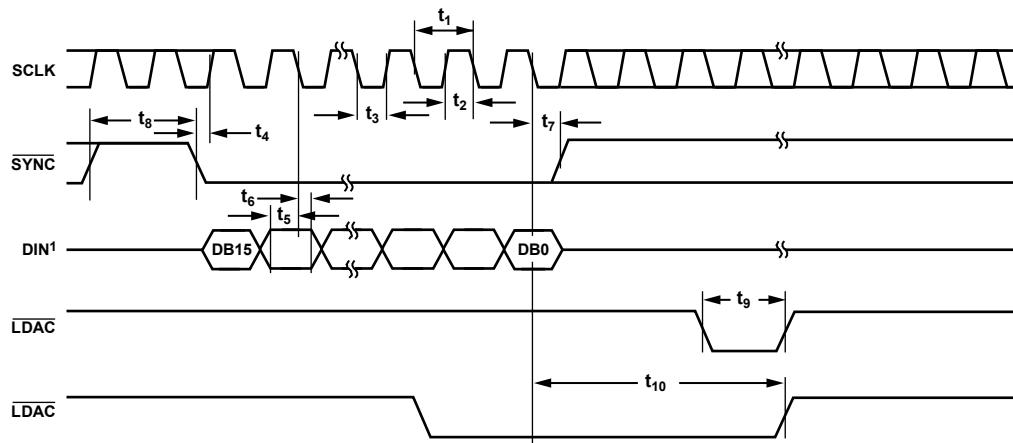 t1
SCLK
t2
t3
t8
t4
t7
SYNC
t6
t5
DIN1
DB15
DB0
t9
LDAC
t10
LDAC